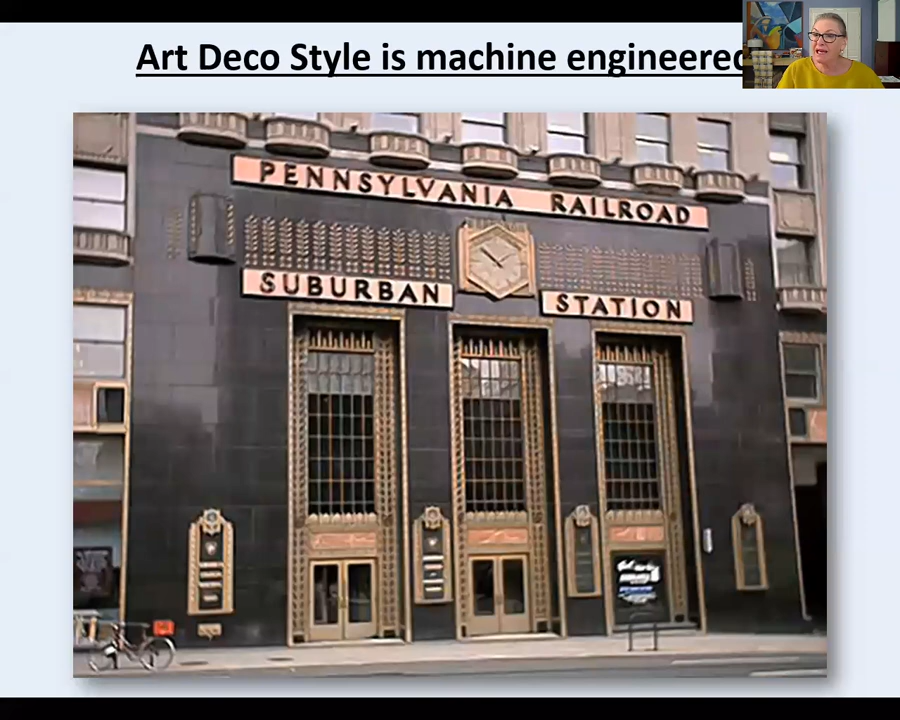 Art Deco Style is machine engineered
PENNSYLVANIA RAILROAD
SUBURBAN STATION